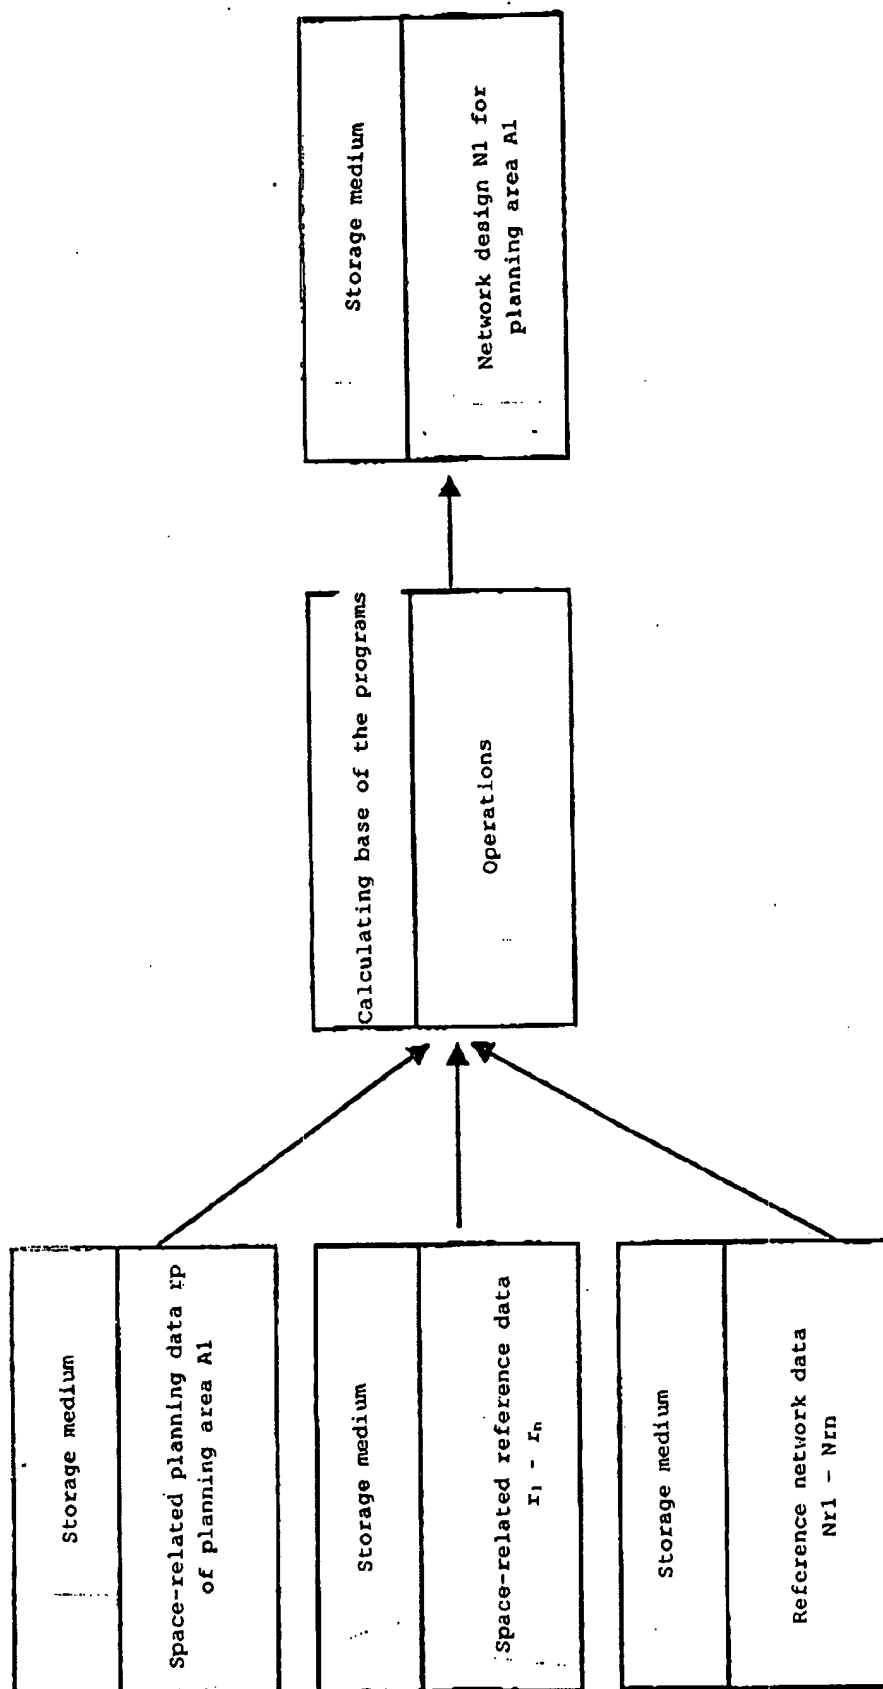 Storage medium
Space-related planning data rp
of planning area A1
Storage medium
Space-related reference data
r₁ - rₙ
Storage medium
Reference network data
Nr1 - Nrn
Calculating base of the programs
Operations
Storage medium
Network design N1 for
planning area A1